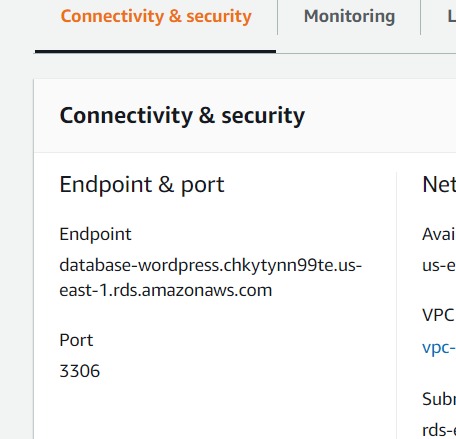 Connectivity & security Monitoring L
Connectivity & security
Endpoint & port Net
Endpoint Avai
database-wordpress.chkytynn99te.us- us-e
east-1.rds.amazonaws.com
Port VPC
3306 vpc-
Subn
rds-e